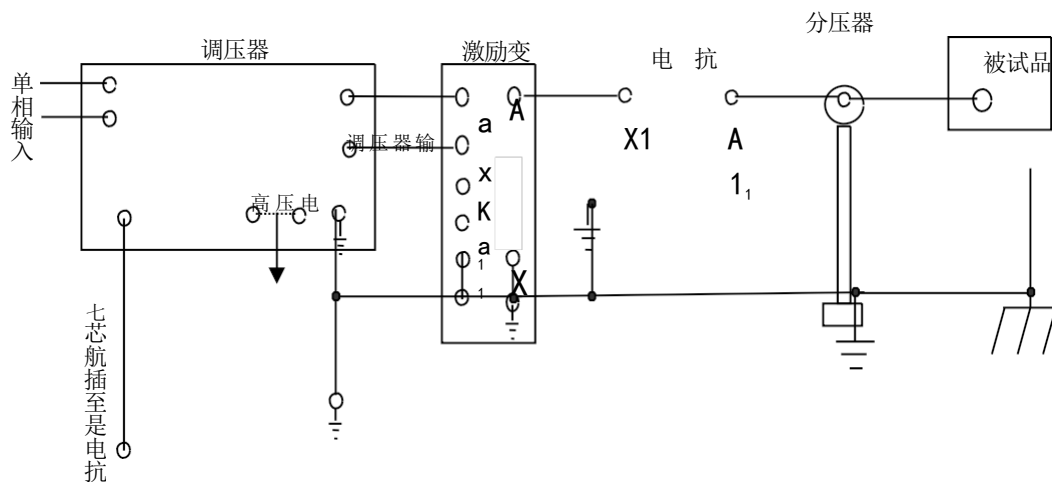 分压器
调压器
激励变
电 抗
被试品
单相输入
A
a
调压器输
X1
A
x
1₁
高压电
K
a
1
X
1
七芯航插至是电抗